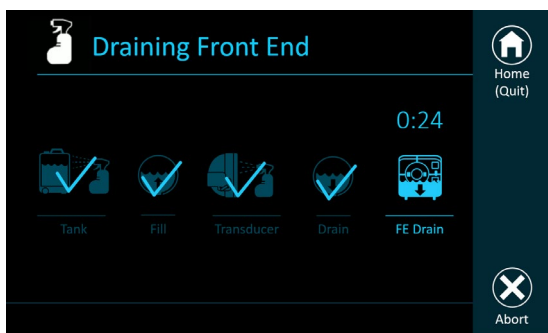 Draining Front End
Home
(Quit)
0:24
Tank
Fill
Transducer
Drain
FE Drain
Abort